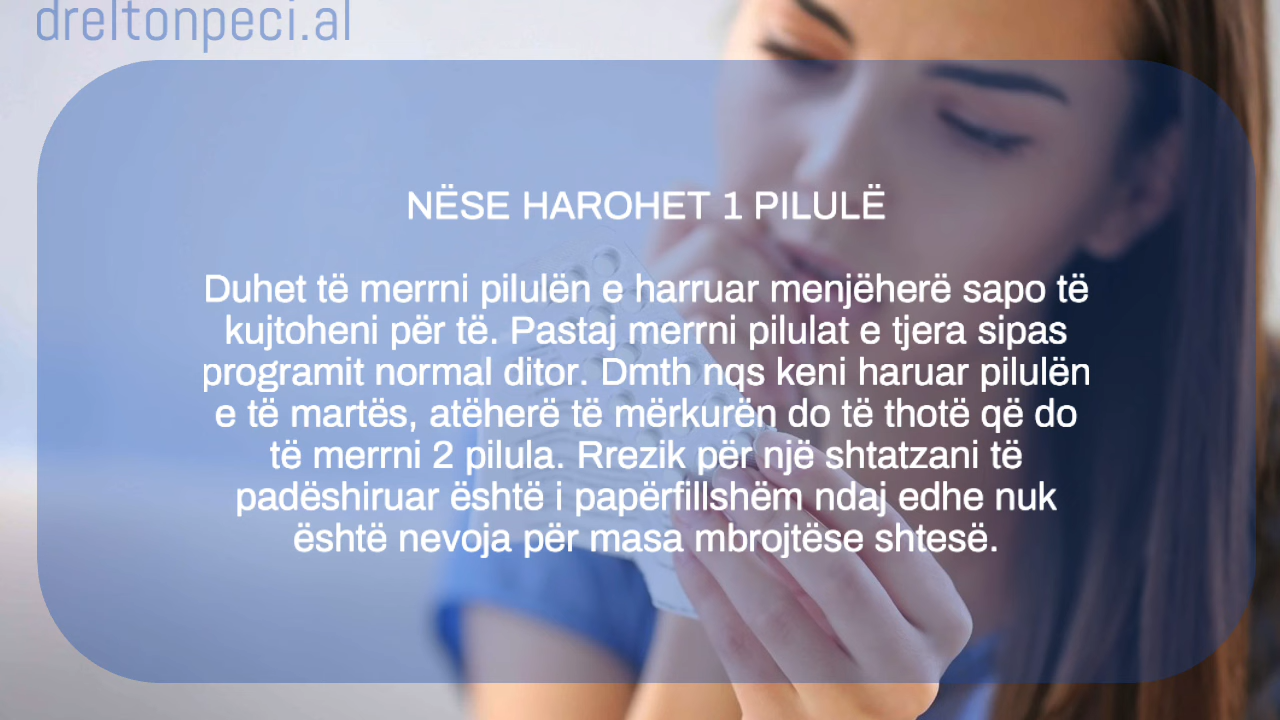 dreltonpeci.al
NËSE HAROHET 1 PILULË
Duhet të merrni pilulën e harruar menjëherë sapo të
kujtoheni për të. Pastaj merrni pilulat e tjera sipas
programit normal ditor. Dmth nqs keni haruar pilulën
e të martës, atëherë të mërkurën do të thotë që do
të merrni 2 pilula. Rrezik për një shtatzani të
padëshiruar është i papërfillshëm ndaj edhe nuk
është nevoja për masa mbrojtëse shtesë.